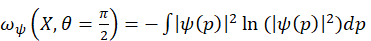 ω_ψ (X, θ = π/2) = − ∫|ψ(p)|² ln (|ψ(p)|²)dp